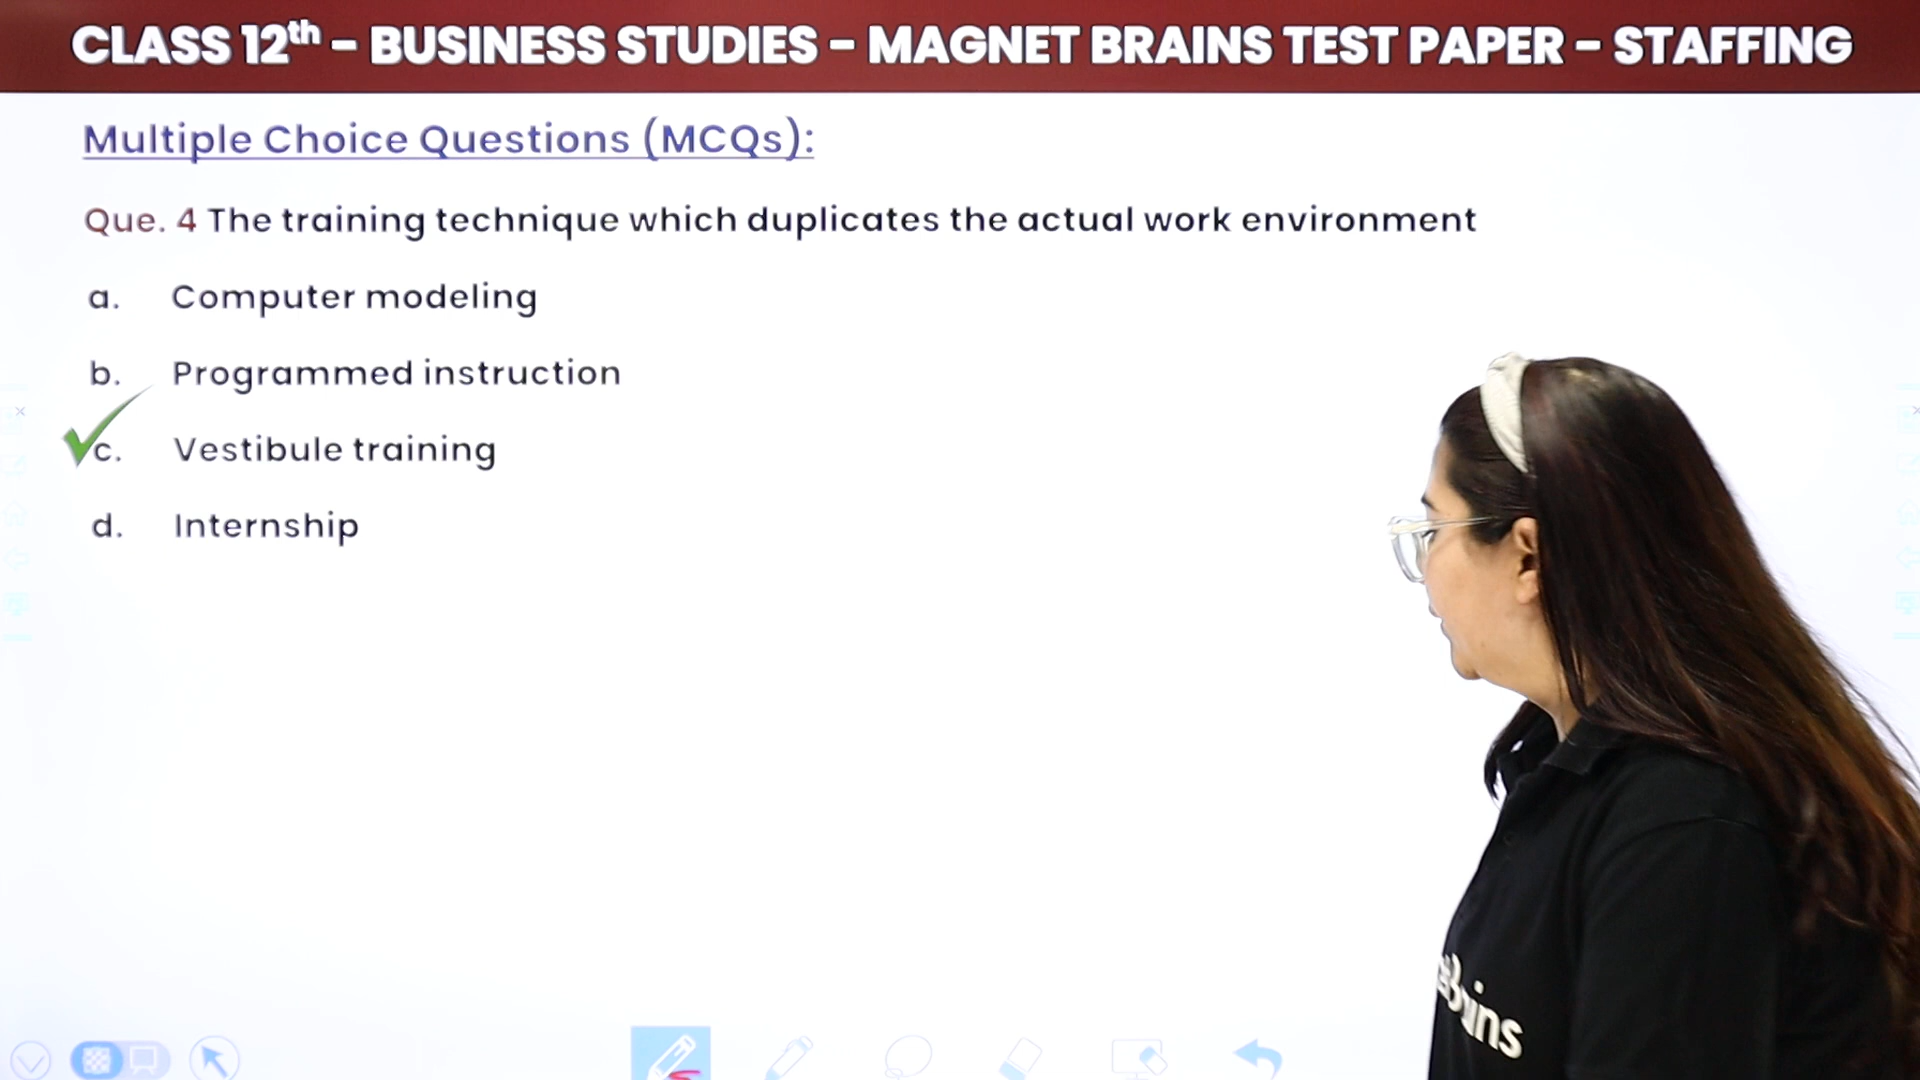 CLASS 12th – BUSINESS STUDIES – MAGNET BRAINS TEST PAPER – STAFFING
Multiple Choice Questions (MCQs):
Que. 4 The training technique which duplicates the actual work environment
a. Computer modeling
b. Programmed instruction
c. Vestibule training
d. Internship
Brains